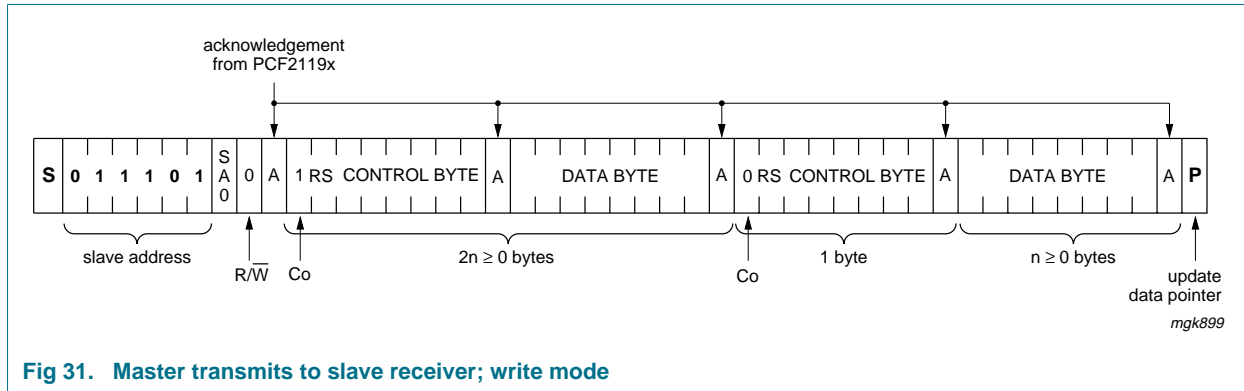 acknowledgement
from PCF2119x
S 0 1 1 1 0 1 SA0 0 A 1 RS CONTROL BYTE A DATA BYTE A 0 RS CONTROL BYTE A DATA BYTE A P
slave address
R/W̅
Co
2n ≥ 0 bytes
Co
1 byte
n ≥ 0 bytes
update
data pointer
mgk899
Fig 31. Master transmits to slave receiver; write mode